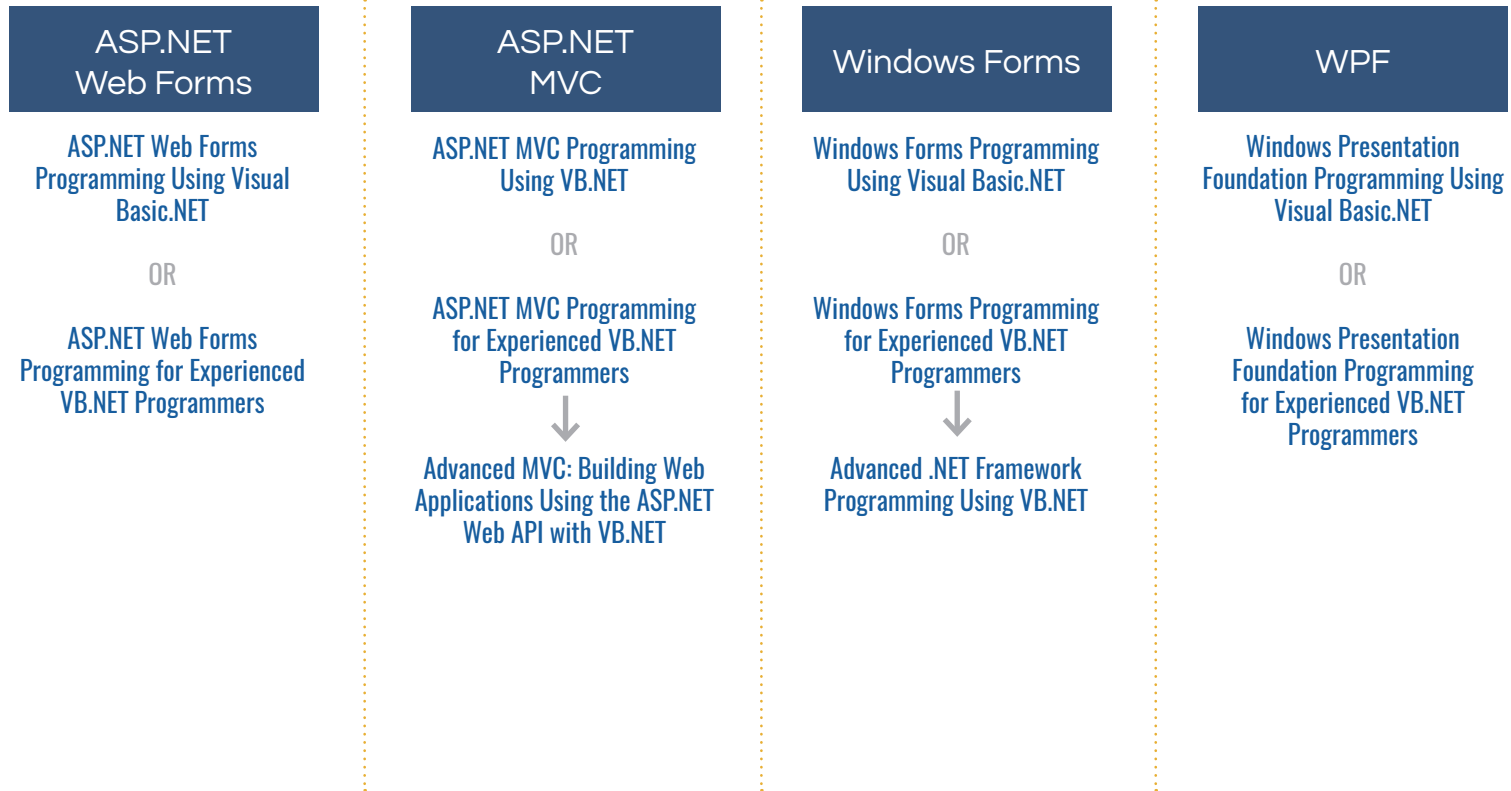 ASP.NET
Web Forms
ASP.NET Web Forms
Programming Using Visual
Basic.NET
OR
ASP.NET Web Forms
Programming for Experienced
VB.NET Programmers
ASP.NET
MVC
ASP.NET MVC Programming
Using VB.NET
OR
ASP.NET MVC Programming
for Experienced VB.NET
Programmers
Advanced MVC: Building Web
Applications Using the ASP.NET
Web API with VB.NET
Windows Forms
Windows Forms Programming
Using Visual Basic.NET
OR
Windows Forms Programming
for Experienced VB.NET
Programmers
Advanced .NET Framework
Programming Using VB.NET
WPF
Windows Presentation
Foundation Programming Using
Visual Basic.NET
OR
Windows Presentation
Foundation Programming
for Experienced VB.NET
Programmers